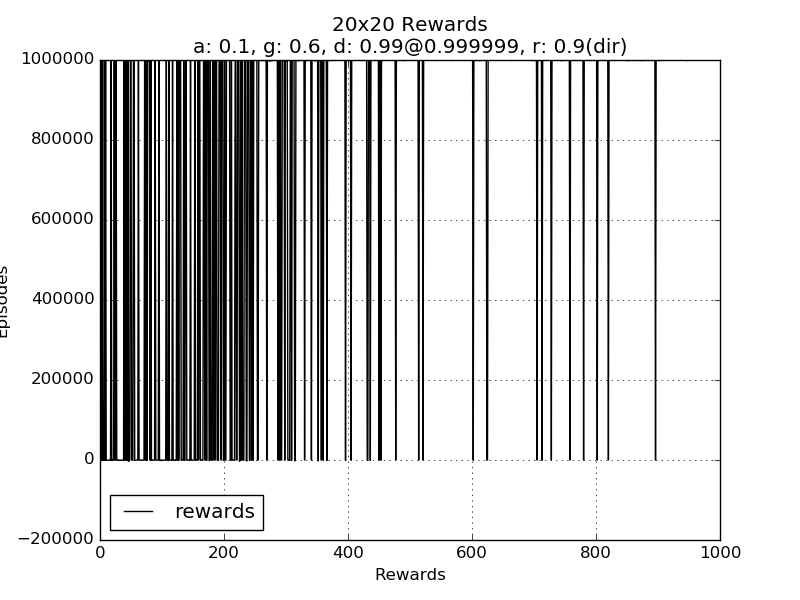 20x20 Rewards
a: 0.1, g: 0.6, d: 0.99@0.999999, r: 0.9(dir)
1000000
800000
600000
400000
200000
0
−200000
Episodes
rewards
0 200 400 600 800 1000
Rewards